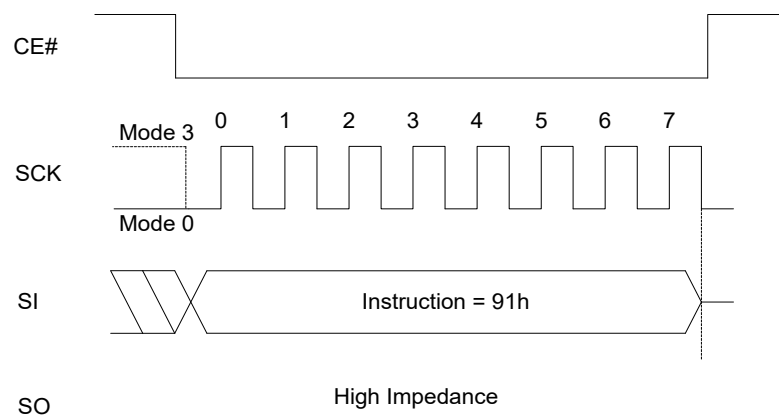 CE#
0 1 2 3 4 5 6 7
Mode 3
SCK
Mode 0
SI
Instruction = 91h
SO
High Impedance